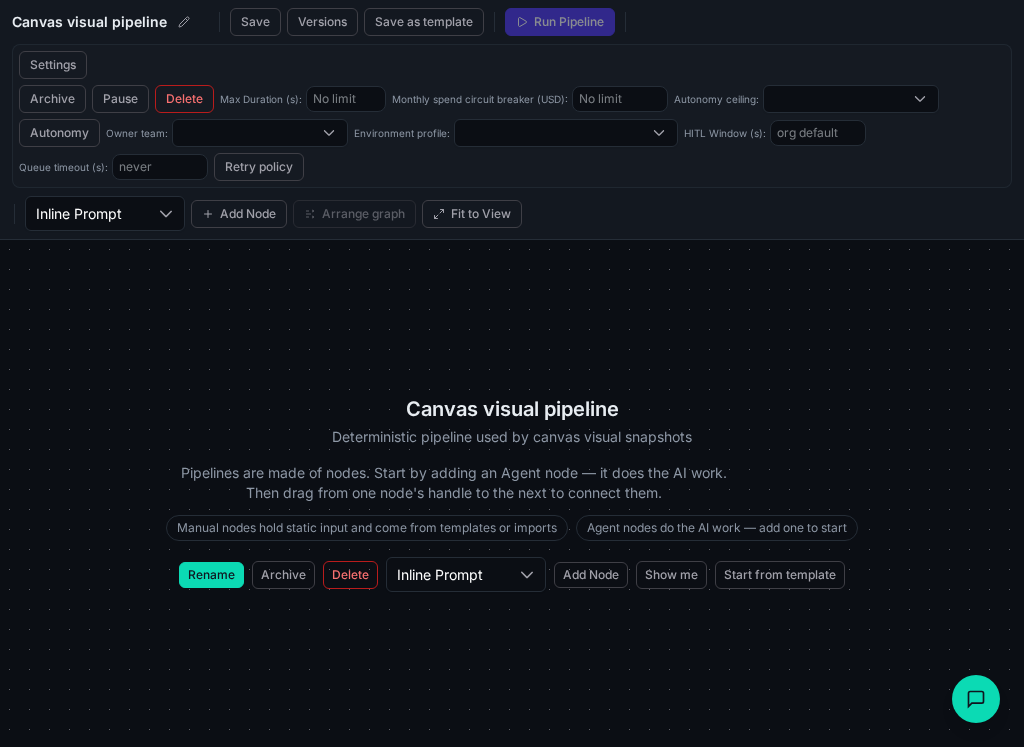 Canvas visual pipeline Save Versions Save as template Run Pipeline
Settings
Archive Pause Delete Max Duration (s): No limit Monthly spend circuit breaker (USD): No limit Autonomy ceiling:
Autonomy Owner team: Environment profile: HITL Window (s): org default
Queue timeout (s): never Retry policy
Inline Prompt Add Node Arrange graph Fit to View
Canvas visual pipeline
Deterministic pipeline used by canvas visual snapshots
Pipelines are made of nodes. Start by adding an Agent node — it does the AI work.
Then drag from one node's handle to the next to connect them.
Manual nodes hold static input and come from templates or imports Agent nodes do the AI work — add one to start
Rename Archive Delete Inline Prompt Add Node Show me Start from template